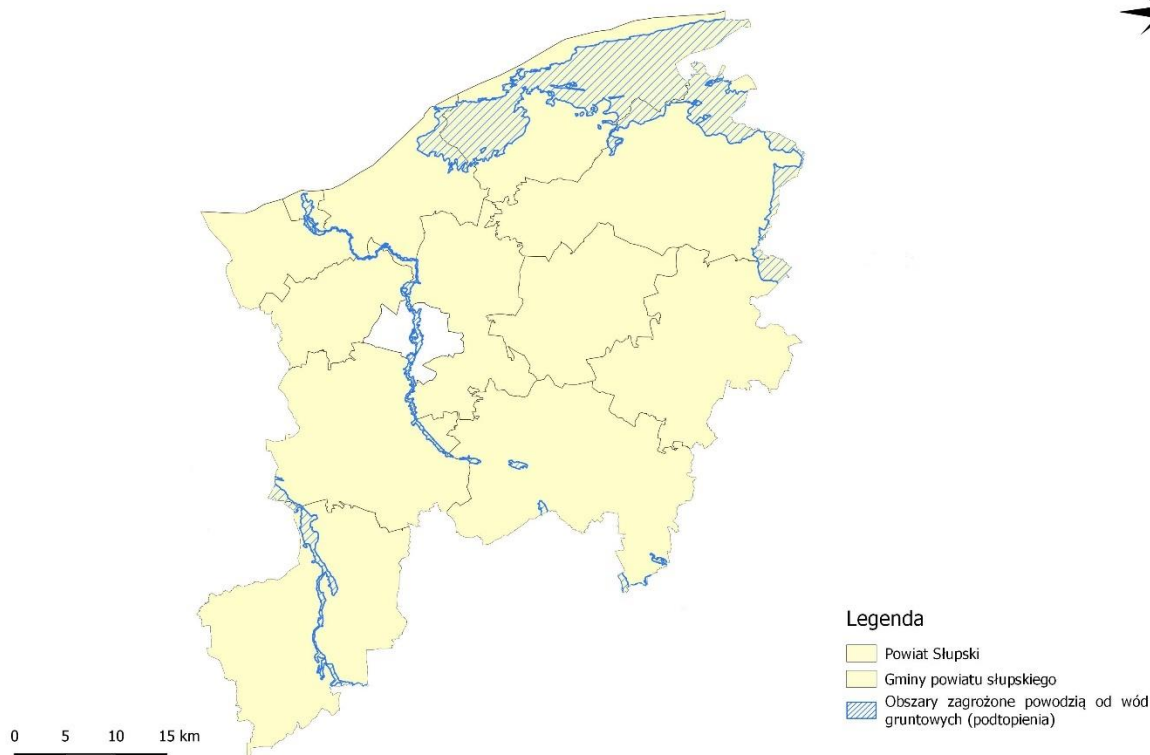 Legenda
Powiat Słupski
Gminy powiatu słupskiego
Obszary zagrożone powodzią od wód
gruntowych (podtopienia)
0 5 10 15 km